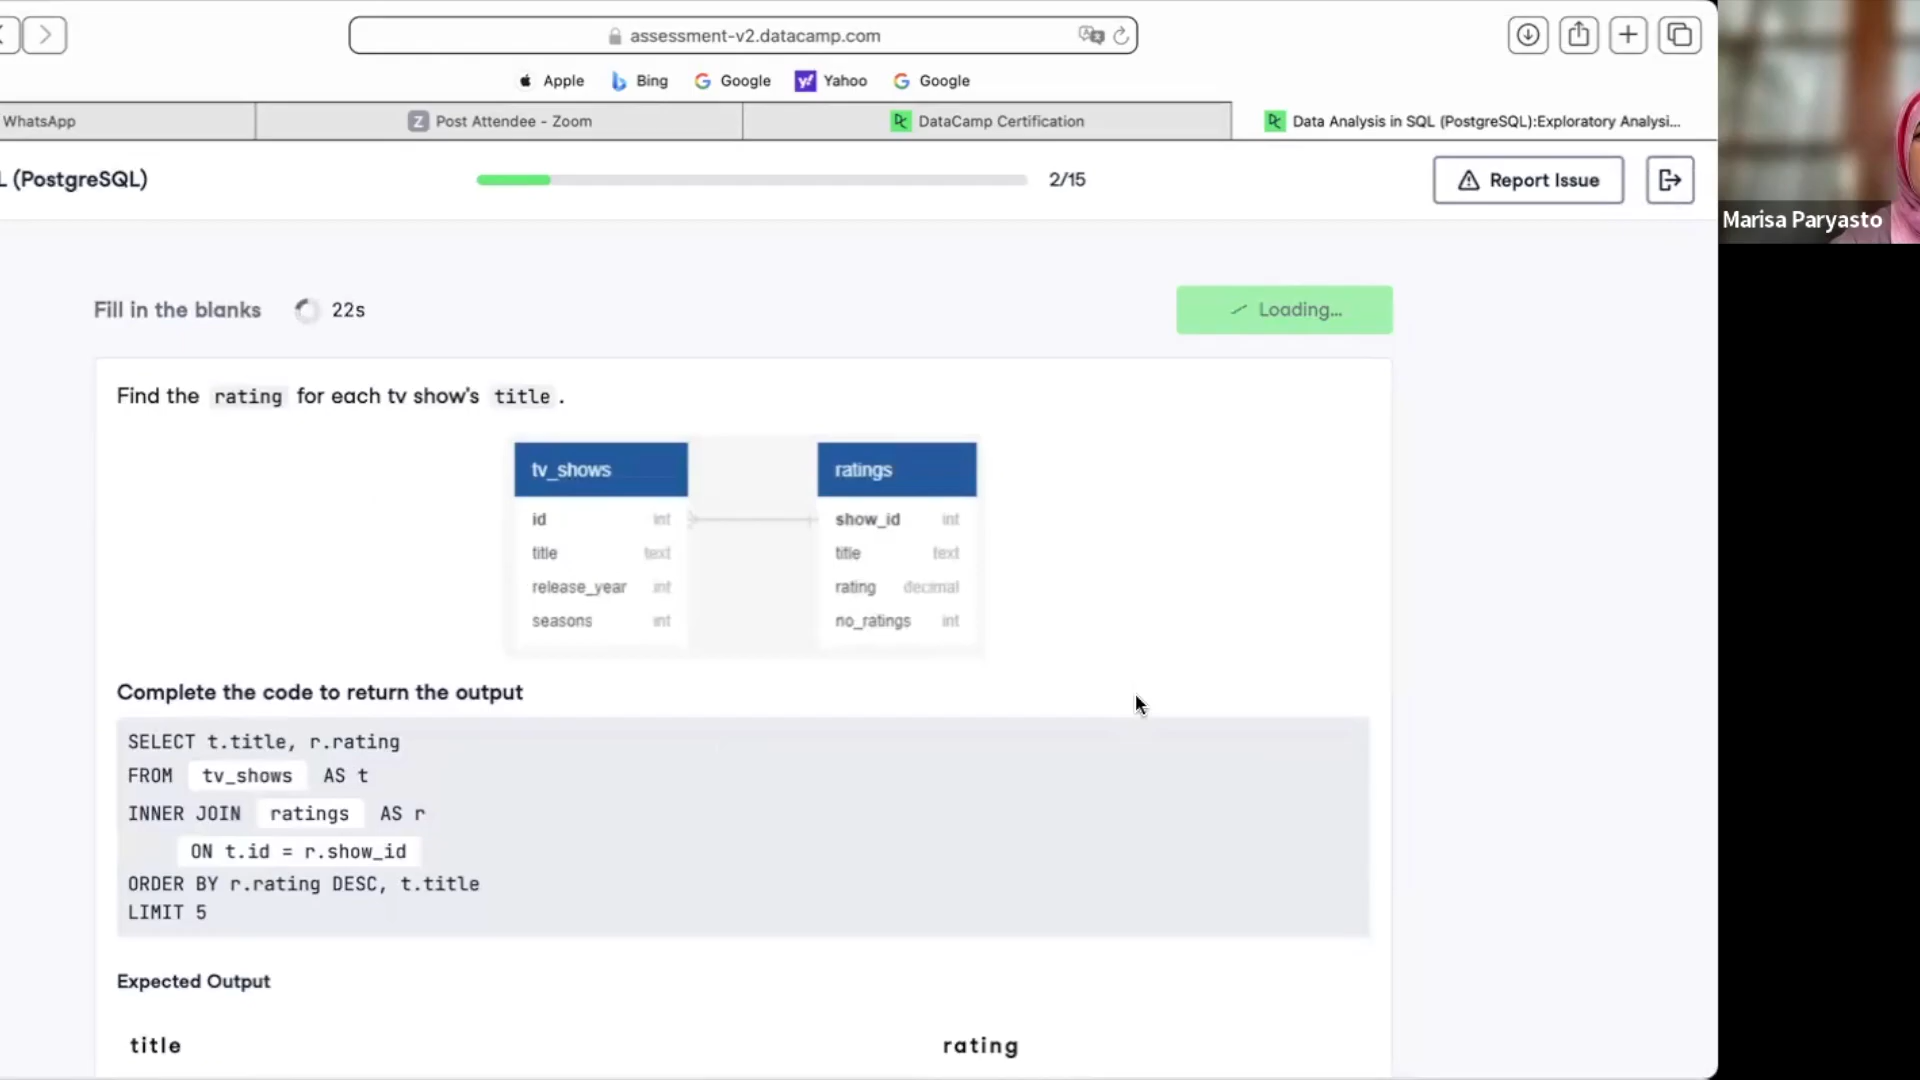 assessment-v2.datacamp.com
Apple Bing Google Yahoo Google
WhatsApp Post Attendee - Zoom DataCamp Certification Data Analysis in SQL (PostgreSQL):Exploratory Analysi...
L (PostgreSQL) 2/15 Report Issue
Marisa Paryasto
Fill in the blanks 22s Loading...
Find the rating for each tv show's title .
tv_shows ratings
id int show_id int
title text title text
release_year int rating decimal
seasons int no_ratings int
Complete the code to return the output
SELECT t.title, r.rating
FROM tv_shows AS t
INNER JOIN ratings AS r
ON t.id = r.show_id
ORDER BY r.rating DESC, t.title
LIMIT 5
Expected Output
title rating